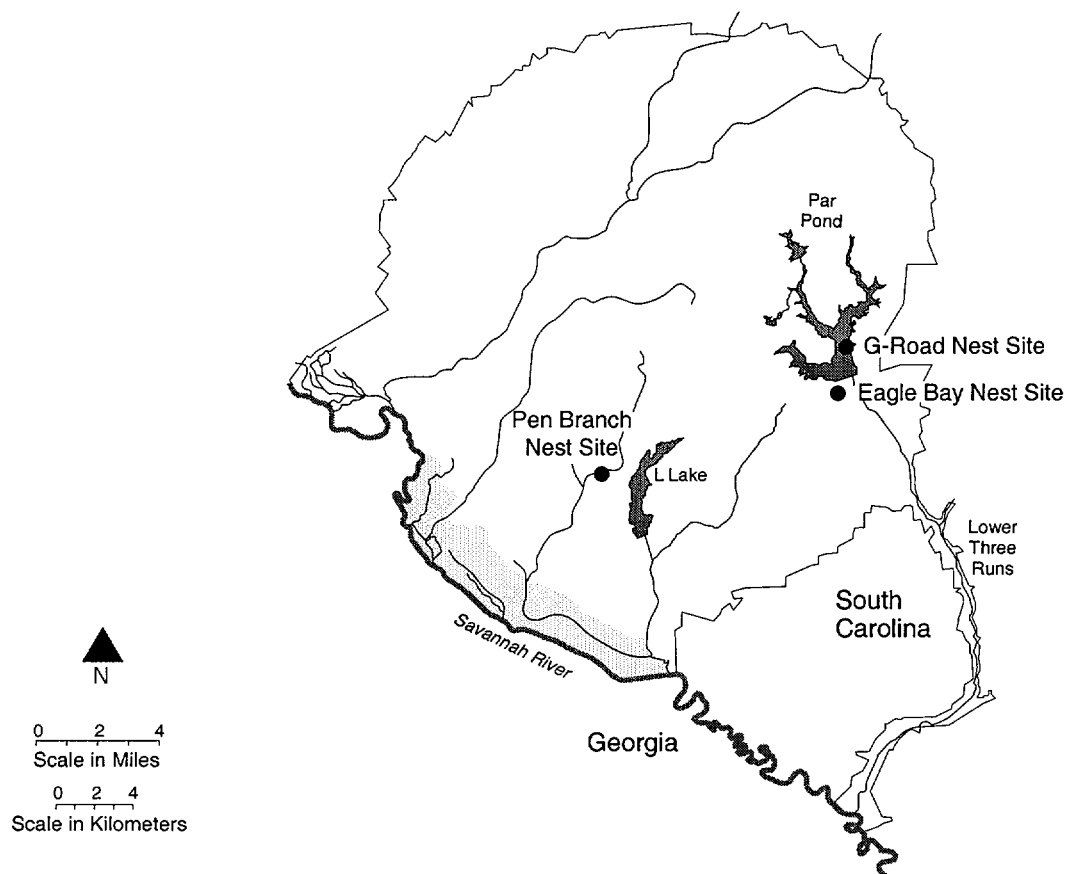 Par
Pond
G-Road Nest Site
Eagle Bay Nest Site
Pen Branch
Nest Site
L Lake
Lower
Three
Runs
South
Carolina
Savannah River
N
Georgia
0 2 4
Scale in Miles
0 2 4
Scale in Kilometers